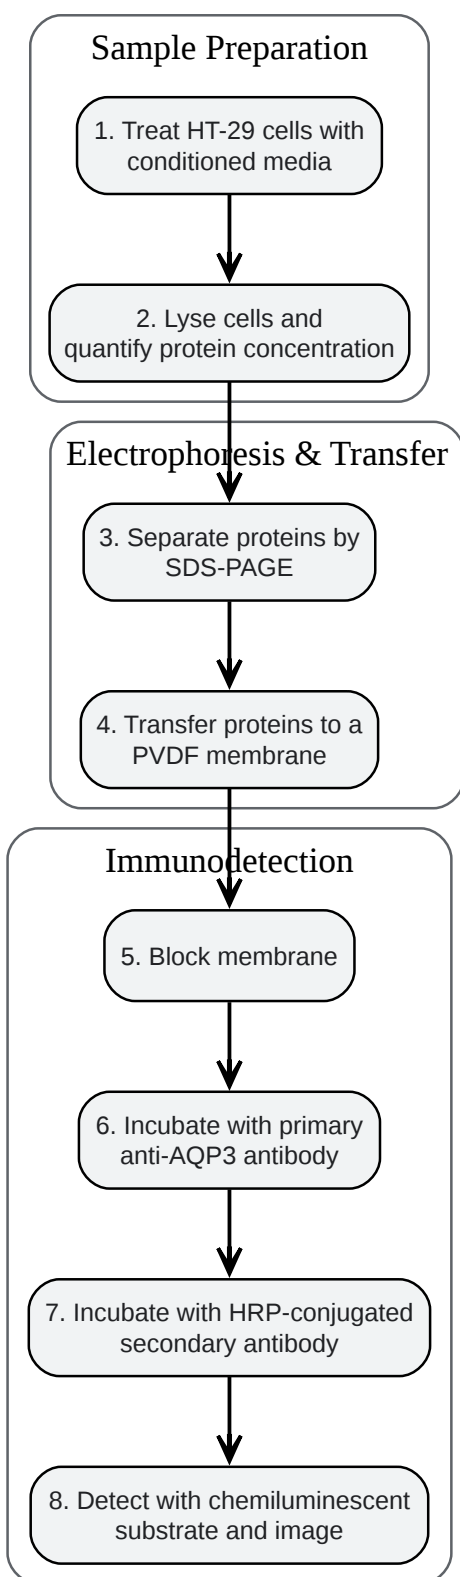 Sample Preparation
1. Treat HT-29 cells with
conditioned media
2. Lyse cells and
quantify protein concentration
Electrophoresis & Transfer
3. Separate proteins by
SDS-PAGE
4. Transfer proteins to a
PVDF membrane
Immunodetection
5. Block membrane
6. Incubate with primary
anti-AQP3 antibody
7. Incubate with HRP-conjugated
secondary antibody
8. Detect with chemiluminescent
substrate and image